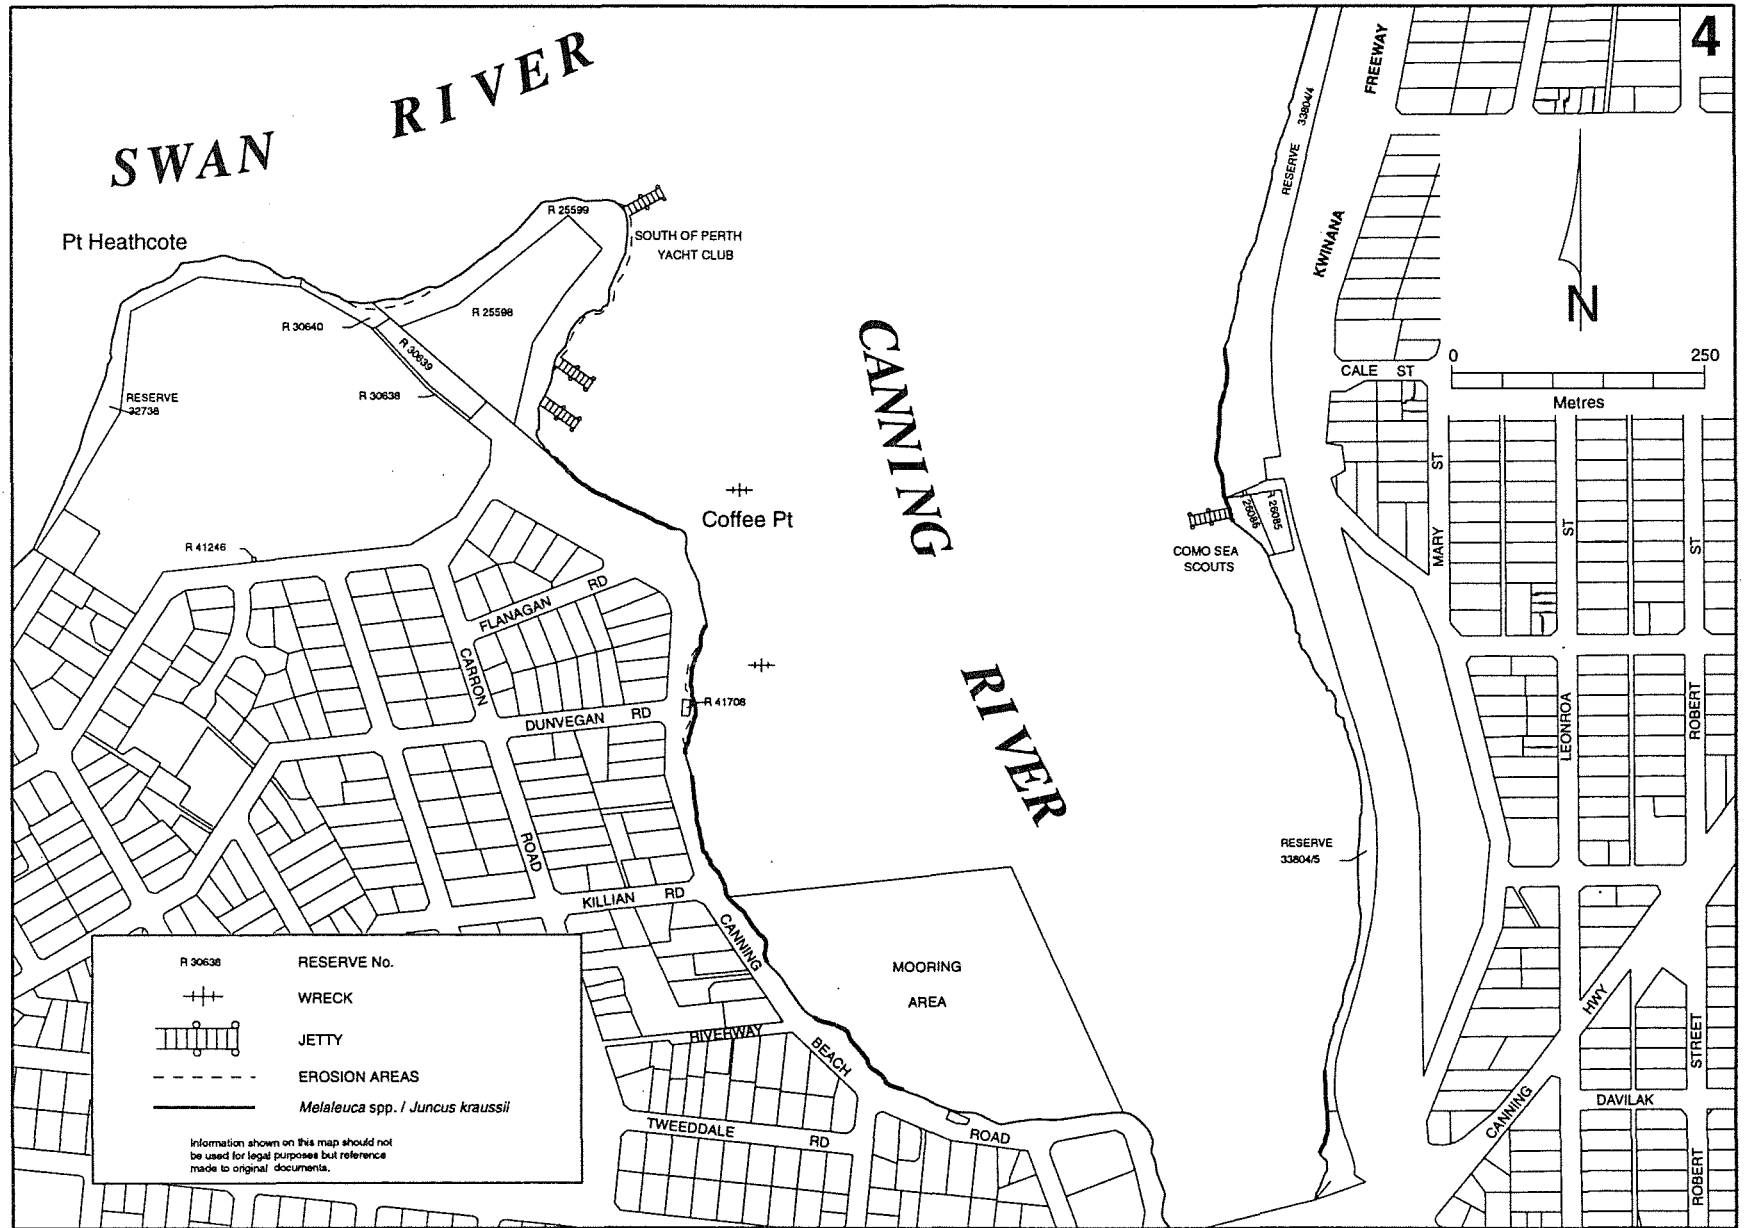 4
SWAN RIVER
Pt Heathcote
R 25599
SOUTH OF PERTH
YACHT CLUB
R 25598
R 30640
R 30639
R 30638
RESERVE
32738
R 41246
Coffee Pt
CANNING
RIVER
FLANAGAN RD
CARRON
ROAD
DUNVEGAN RD
R 41708
KILLIAN RD
CANNING
BEACH
ROAD
RIVERWAY
TWEEDDALE RD
MOORING
AREA
RESERVE 33804/4
KWINANA FREEWAY
N
0 250
Metres
CALE ST
MARY ST
R 26085
26086
COMO SEA
SCOUTS
RESERVE
33804/5
LEONROA ST
ROBERT ST
CANNING HWY
DAVILAK
ROBERT STREET
R 30638 RESERVE No.
WRECK
JETTY
EROSION AREAS
Melaleuca spp. / Juncus kraussii
Information shown on this map should not
be used for legal purposes but reference
made to original documents.